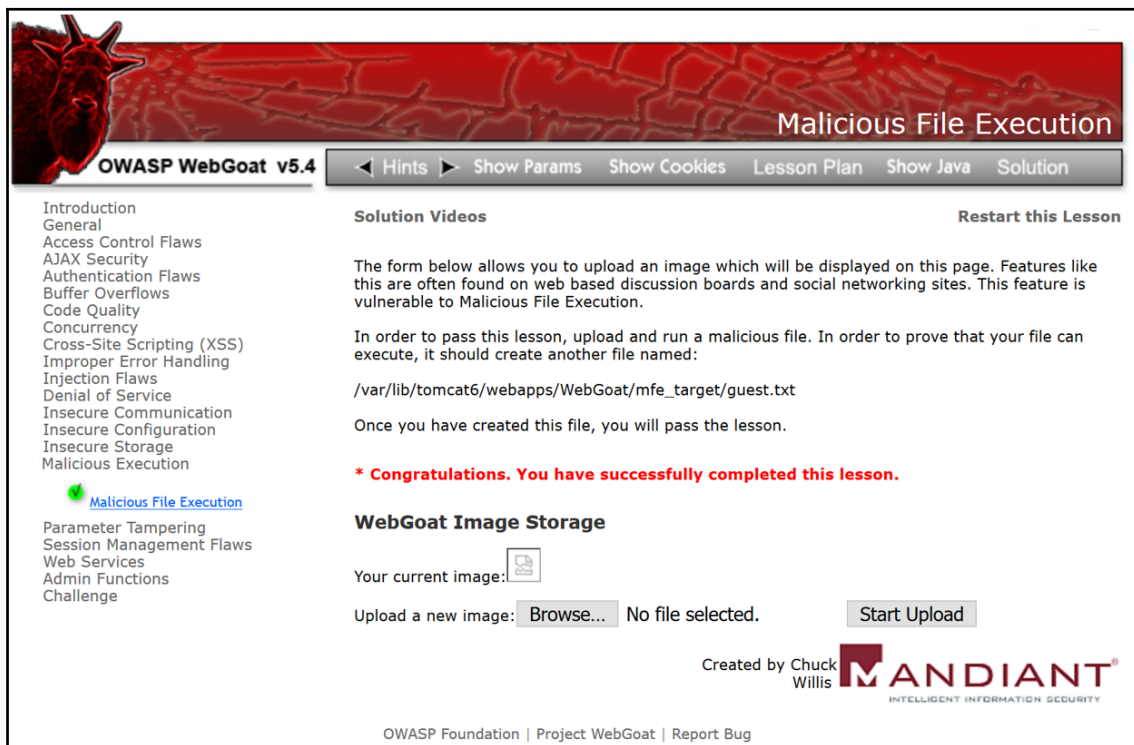 Malicious File Execution
OWASP WebGoat v5.4
Hints Show Params Show Cookies Lesson Plan Show Java Solution
Introduction
General
Access Control Flaws
AJAX Security
Authentication Flaws
Buffer Overflows
Code Quality
Concurrency
Cross-Site Scripting (XSS)
Improper Error Handling
Injection Flaws
Denial of Service
Insecure Communication
Insecure Configuration
Insecure Storage
Malicious Execution
Malicious File Execution
Parameter Tampering
Session Management Flaws
Web Services
Admin Functions
Challenge
Solution Videos
Restart this Lesson
The form below allows you to upload an image which will be displayed on this page. Features like
this are often found on web based discussion boards and social networking sites. This feature is
vulnerable to Malicious File Execution.
In order to pass this lesson, upload and run a malicious file. In order to prove that your file can
execute, it should create another file named:
/var/lib/tomcat6/webapps/WebGoat/mfe_target/guest.txt
Once you have created this file, you will pass the lesson.
* Congratulations. You have successfully completed this lesson.
WebGoat Image Storage
Your current image:
Upload a new image: Browse... No file selected. Start Upload
Created by Chuck
Willis
MANDIANT®
INTELLIGENT INFORMATION SECURITY
OWASP Foundation | Project WebGoat | Report Bug